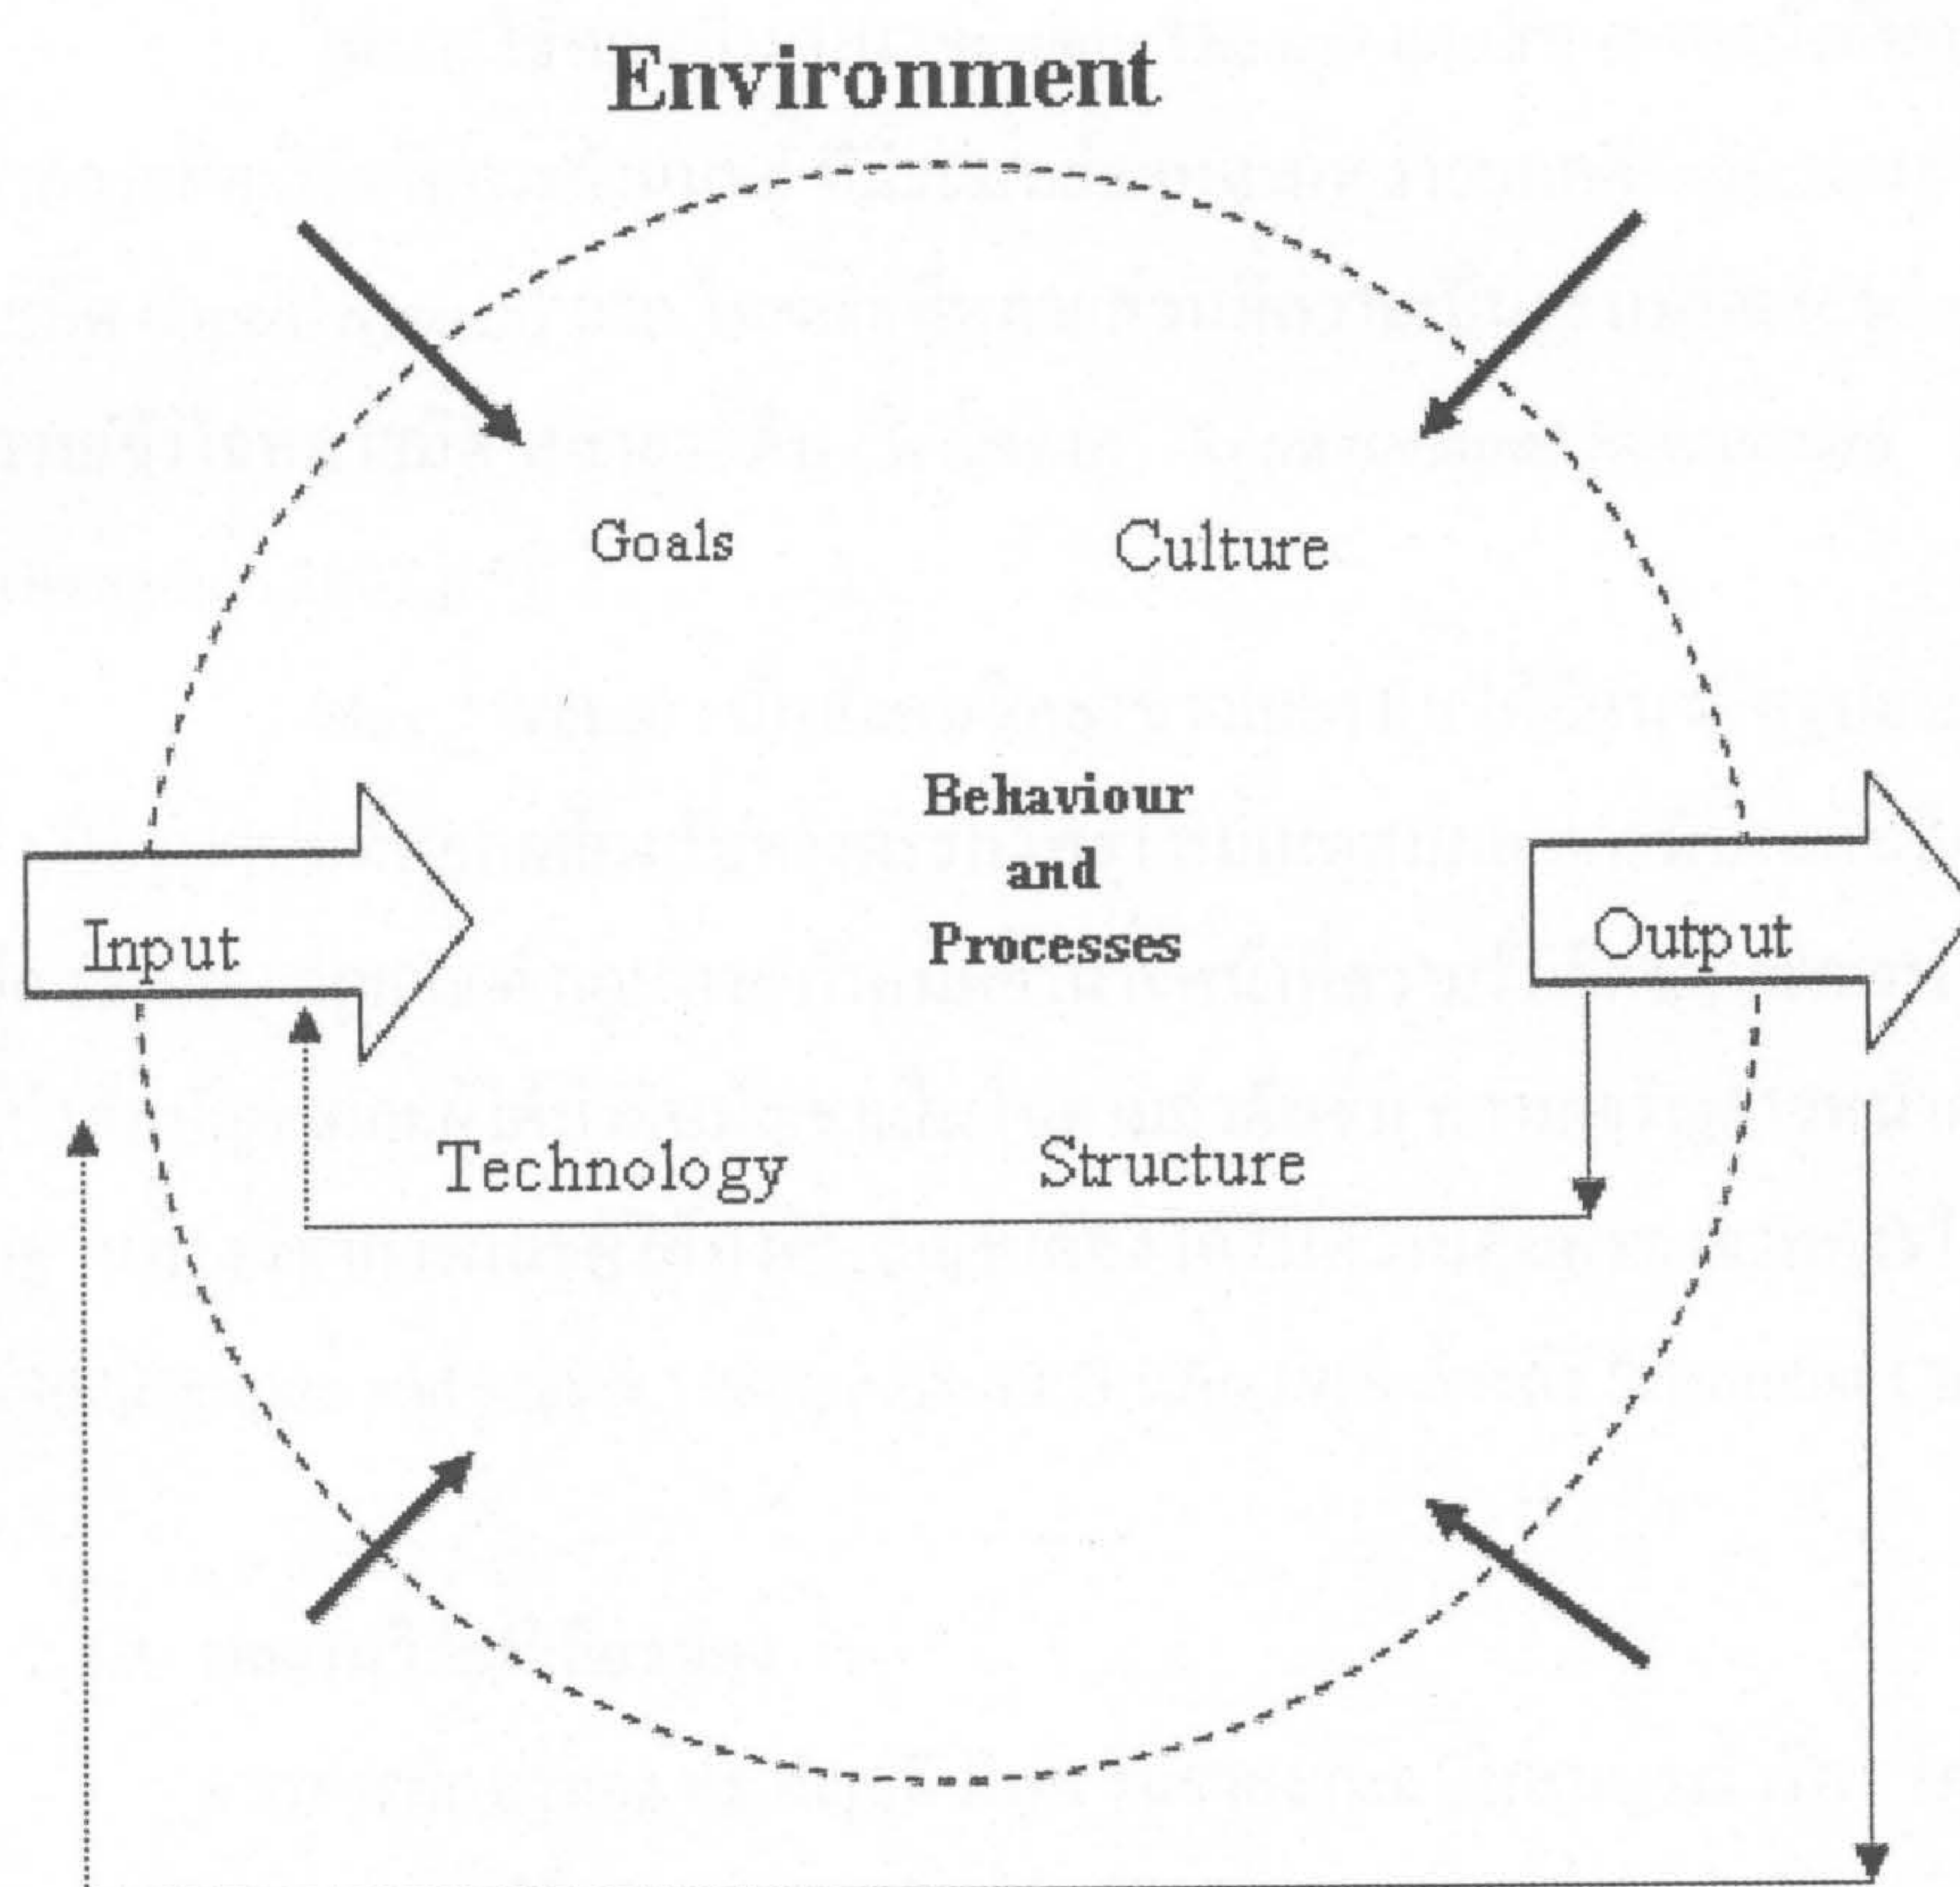 Environment
Goals
Culture
Behaviour
and
Processes
Input
Output
Technology
Structure